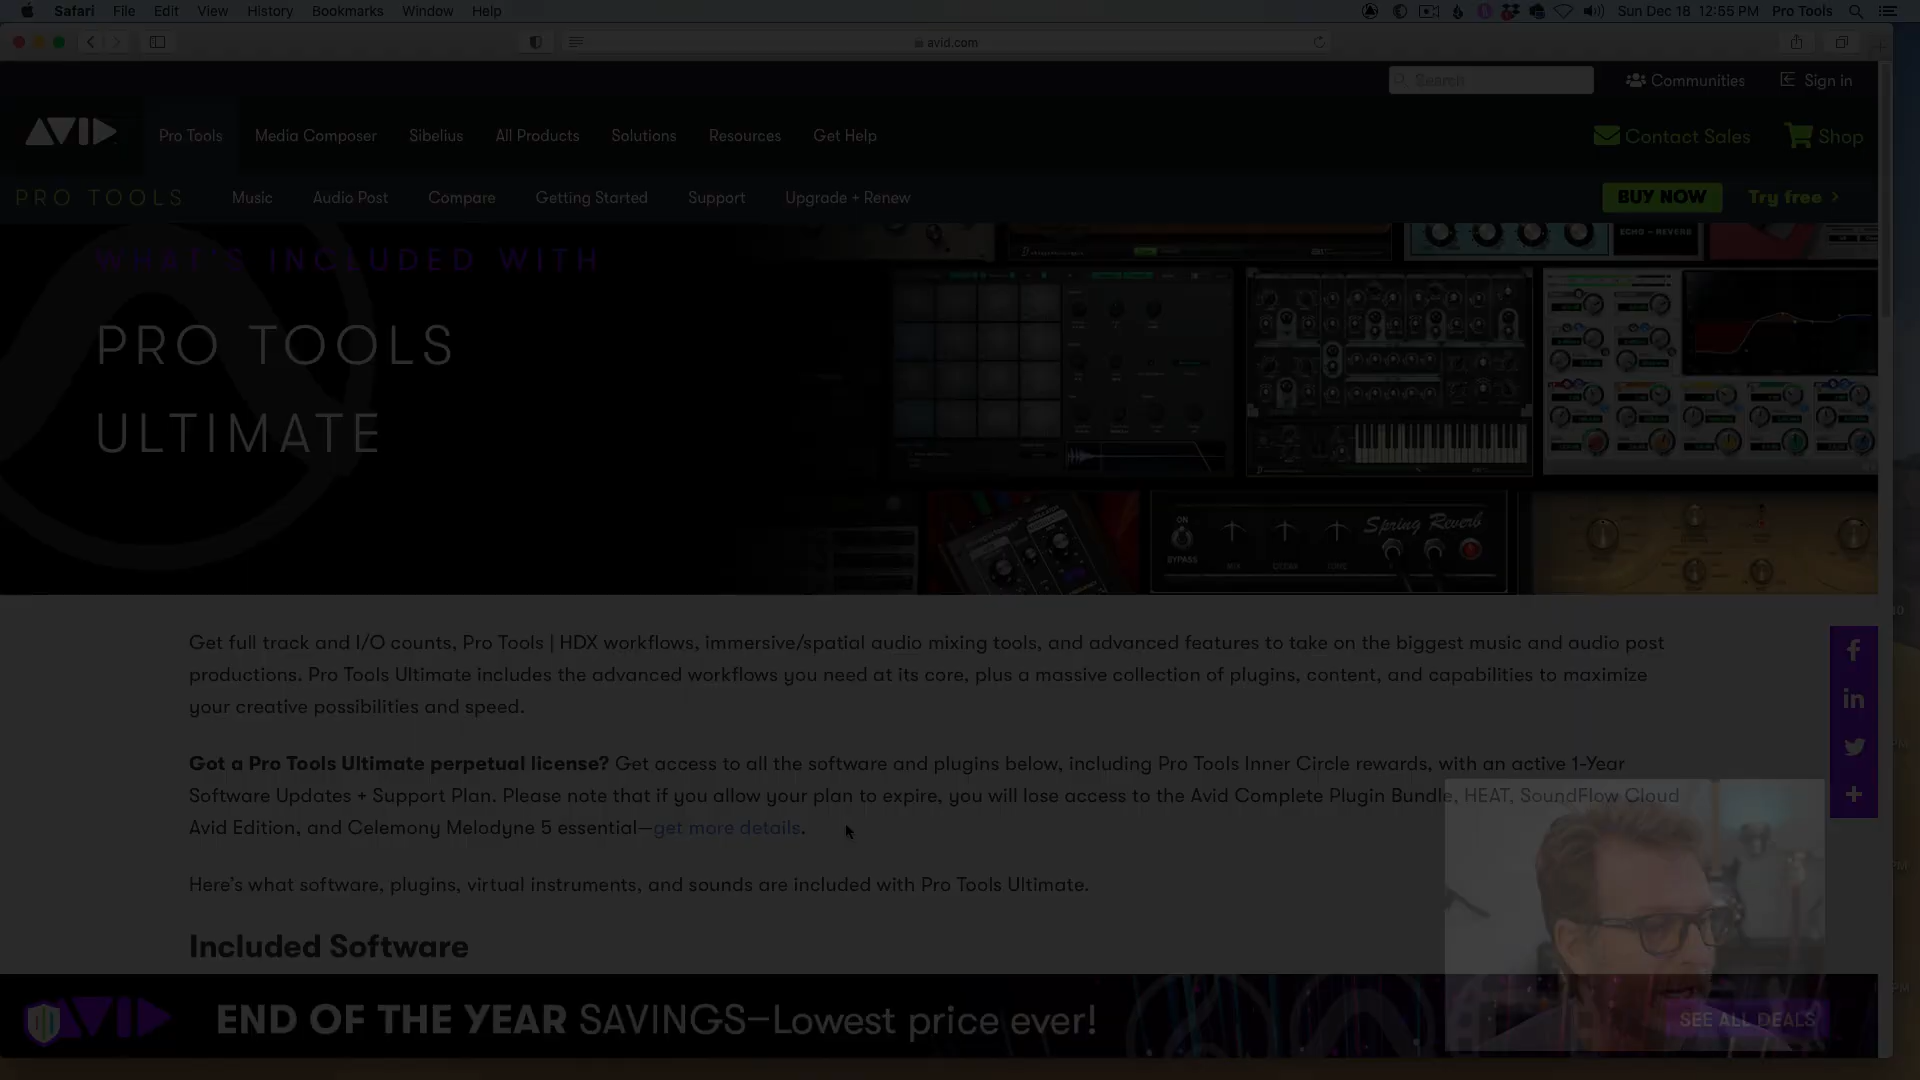 Safari File Edit View History Bookmarks Window Help Sun Dec 18 12:55 PM Pro Tools
avid.com
Search Communities Sign in
AVID Pro Tools Media Composer Sibelius All Products Solutions Resources Get Help Contact Sales Shop
PRO TOOLS Music Audio Post Compare Getting Started Support Upgrade + Renew BUY NOW Try free >
WHAT'S INCLUDED WITH
PRO TOOLS
ULTIMATE
ECHO - REVERB
ON
BYPASS
Spring Reverb
MIX
TONE
Get full track and I/O counts, Pro Tools | HDX workflows, immersive/spatial audio mixing tools, and advanced features to take on the biggest music and audio post
productions. Pro Tools Ultimate includes the advanced workflows you need at its core, plus a massive collection of plugins, content, and capabilities to maximize
your creative possibilities and speed.
Got a Pro Tools Ultimate perpetual license? Get access to all the software and plugins below, including Pro Tools Inner Circle rewards, with an active 1-Year
Software Updates + Support Plan. Please note that if you allow your plan to expire, you will lose access to the Avid Complete Plugin Bundle, HEAT, SoundFlow Cloud
Avid Edition, and Celemony Melodyne 5 essential—get more details.
Here's what software, plugins, virtual instruments, and sounds are included with Pro Tools Ultimate.
Included Software
AVID END OF THE YEAR SAVINGS—Lowest price ever! SEE ALL DEALS